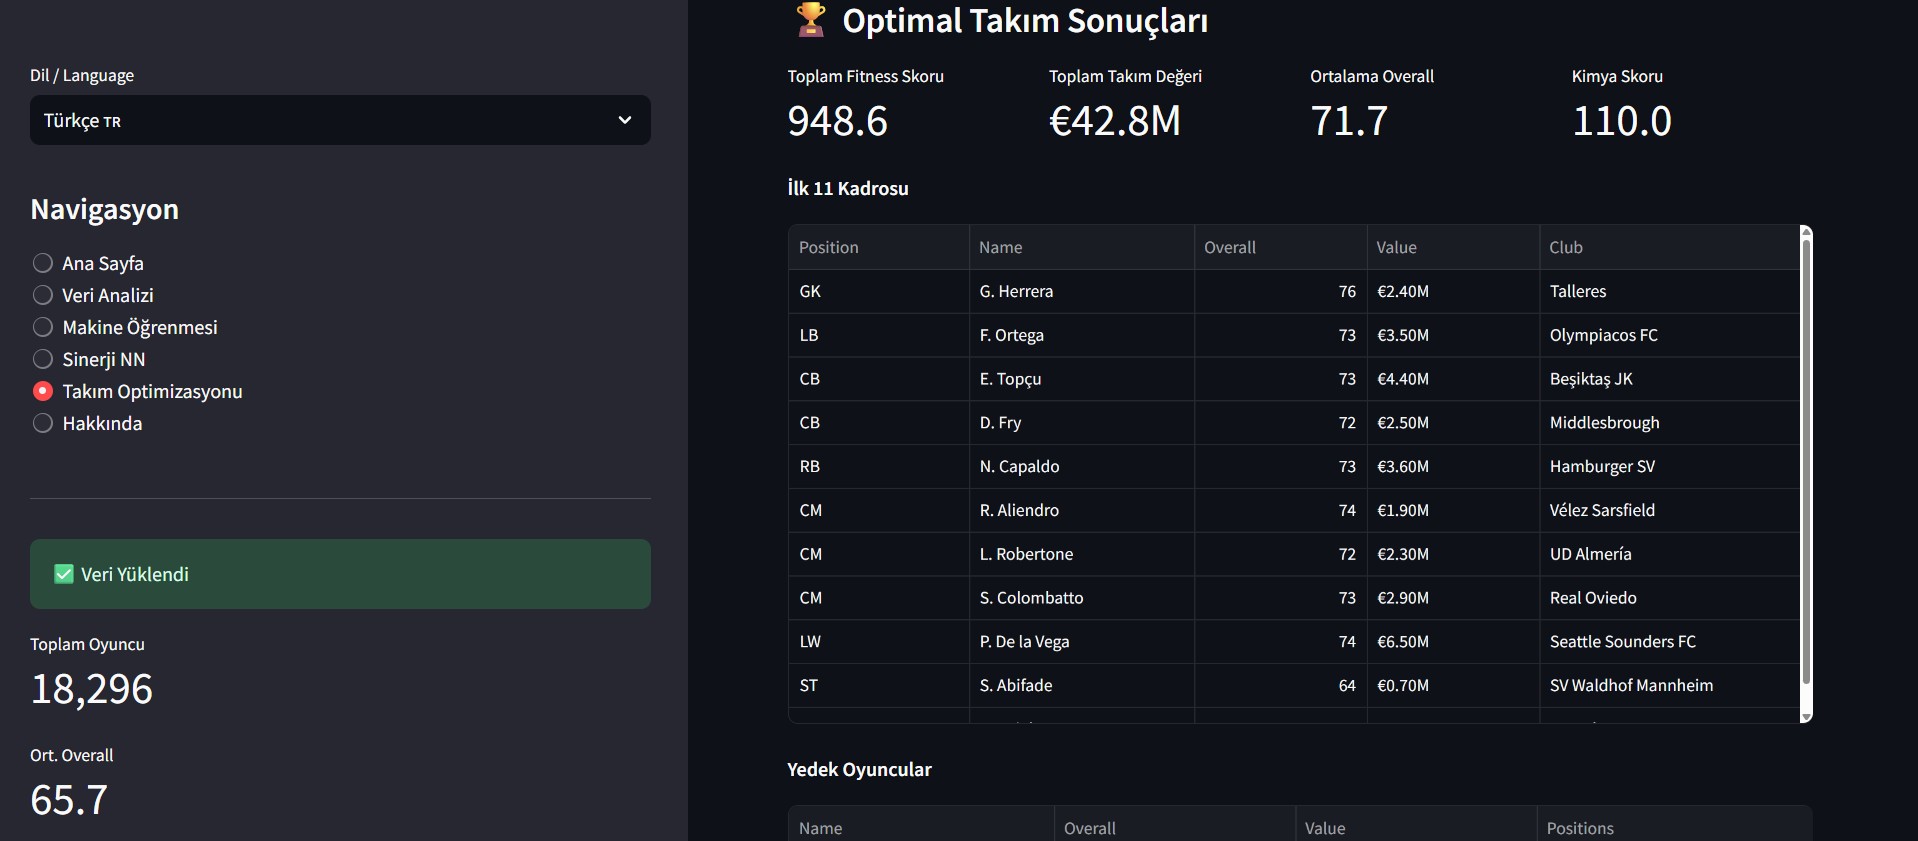 Dil / Language
Türkçe TR
Navigasyon
Ana Sayfa
Veri Analizi
Makine Öğrenmesi
Sinerji NN
Takım Optimizasyonu
Hakkında
Veri Yüklendi
Toplam Oyuncu
18,296
Ort. Overall
65.7
Optimal Takım Sonuçları
Toplam Fitness Skoru Toplam Takım Değeri Ortalama Overall Kimya Skoru
948.6 €42.8M 71.7 110.0
İlk 11 Kadrosu
Position Name Overall Value Club
GK G. Herrera 76 €2.40M Talleres
LB F. Ortega 73 €3.50M Olympiacos FC
CB E. Topçu 73 €4.40M Beşiktaş JK
CB D. Fry 72 €2.50M Middlesbrough
RB N. Capaldo 73 €3.60M Hamburger SV
CM R. Aliendro 74 €1.90M Vélez Sarsfield
CM L. Robertone 72 €2.30M UD Almería
CM S. Colombatto 73 €2.90M Real Oviedo
LW P. De la Vega 74 €6.50M Seattle Sounders FC
ST S. Abifade 64 €0.70M SV Waldhof Mannheim
Yedek Oyuncular
Name Overall Value Positions